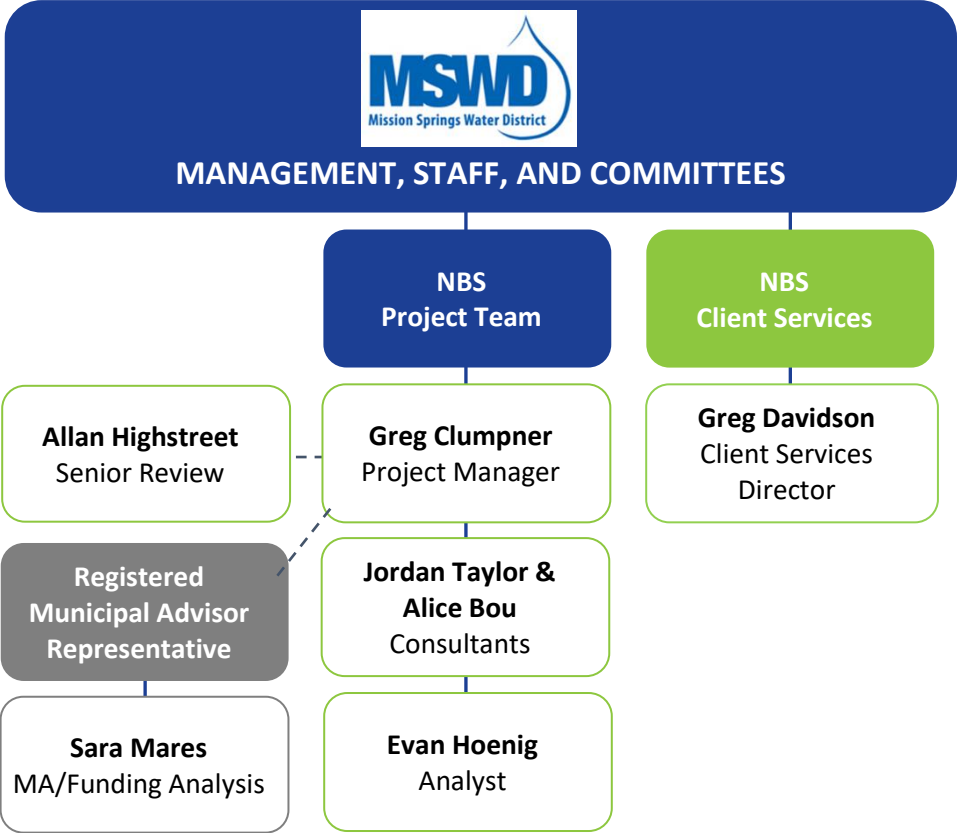 MSWD
Mission Springs Water District
MANAGEMENT, STAFF, AND COMMITTEES
NBS
Project Team
NBS
Client Services
Allan Highstreet
Senior Review
Greg Clumpner
Project Manager
Greg Davidson
Client Services
Director
Registered
Municipal Advisor
Representative
Jordan Taylor &
Alice Bou
Consultants
Sara Mares
MA/Funding Analysis
Evan Hoenig
Analyst